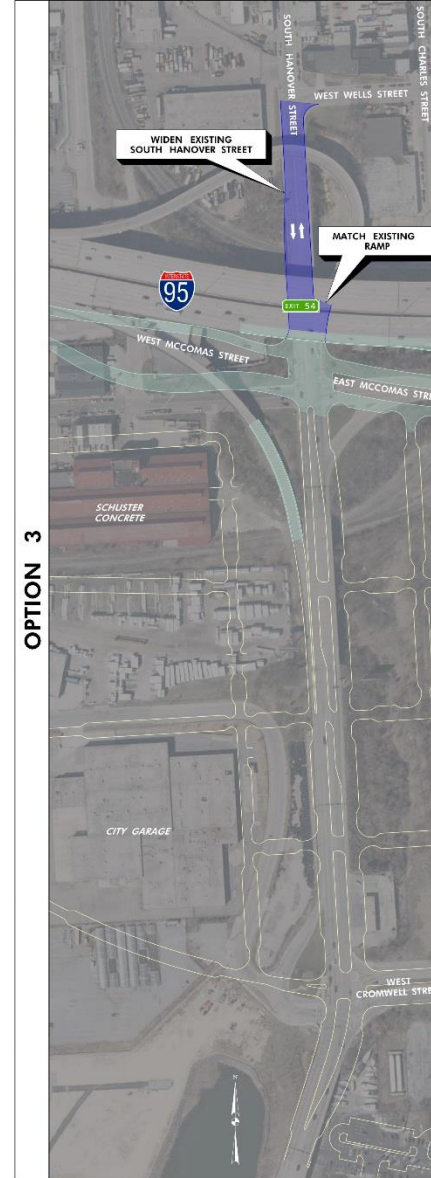 OPTION 3
SOUTH HANOVER
STREET
SOUTH CHARLES STREET
WEST WELLS STREET
WIDEN EXISTING
SOUTH HANOVER STREET
MATCH EXISTING
RAMP
INTERSTATE
95
EXIT 54
WEST MCCOMAS STREET
EAST MCCOMAS STRE
SCHUSTER
CONCRETE
CITY GARAGE
WEST
CROMWELL STRE
N